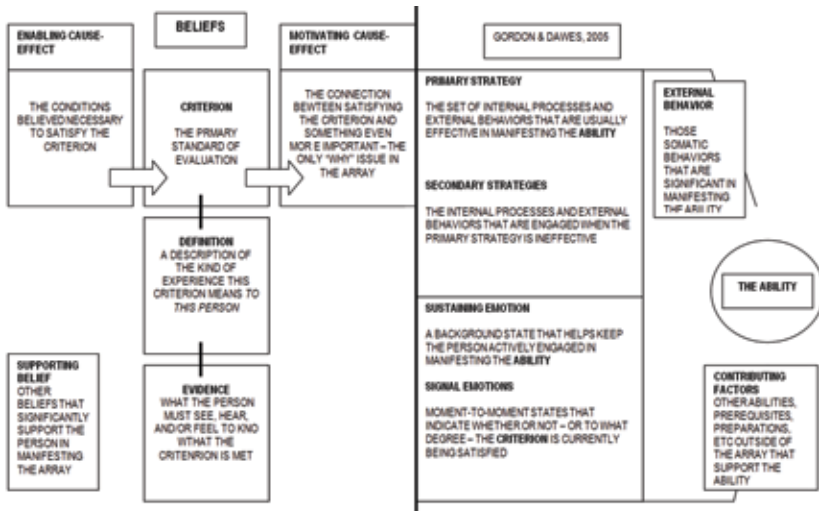 ENABLING CAUSE-
EFFECT
THE CONDITIONS
BELIEVED NECESSARY
TO SATISFY THE
CRITERION
BELIEFS
CRITERION
THE PRIMARY
STANDARD OF
EVALUATION
MOTIVATING CAUSE-
EFFECT
THE CONNECTION
BEWTEEN SATISFYING
THE CRITERION AND
SOMETHING EVEN
MOR E IMPORTANT – THE
ONLY "WHY" ISSUE IN
THE ARRAY
DEFINITION
A DESCRIPTION OF
THE KIND OF
EXPERIENCE THIS
CRITERION MEANS TO
THIS PERSON
SUPPORTING
BELIEF
OTHER
BELIEFS THAT
SIGNIFICANTLY
SUPPORT THE
PERSON IN
MANIFESTING
THE ARRAY
EVIDENCE
WHAT THE PERSON
MUST SEE, HEAR,
AND/OR FEEL TO KNO
WTHAT THE
CRITENRION IS MET
GORDON & DAWES, 2005
PRIMARY STRATEGY
THE SET OF INTERNAL PROCESSES AND
EXTERNAL BEHAVIORS THAT ARE USUALLY
EFFECTIVE IN MANIFESTING THE ABILITY
SECONDARY STRATEGIES
THE INTERNAL PROCESSES AND EXTERNAL
BEHAVIORS THAT ARE ENGAGED WHEN THE
PRIMARY STRATEGY IS INEFFECTIVE
SUSTAINING EMOTION
A BACKGROUND STATE THAT HELPS KEEP
THE PERSON ACTIVELY ENGAGED IN
MANIFESTING THE ABILITY
SIGNAL EMOTIONS
MOMENT-TO-MOMENT STATES THAT
INDICATE WHETHER OR NOT – OR TO WHAT
DEGREE – THE CRITERION IS CURRENTLY
BEING SATISFIED
EXTERNAL
BEHAVIOR
THOSE
SOMATIC
BEHAVIORS
THAT ARE
SIGNIFICANT IN
MANIFESTING
THE ABILITY
THE ABILITY
CONTRIBUTING
FACTORS
OTHER ABILITIES,
PREREQUISITES,
PREPARATIONS,
ETC OUTSIDE OF
THE ARRAY THAT
SUPPORT THE
ABILITY